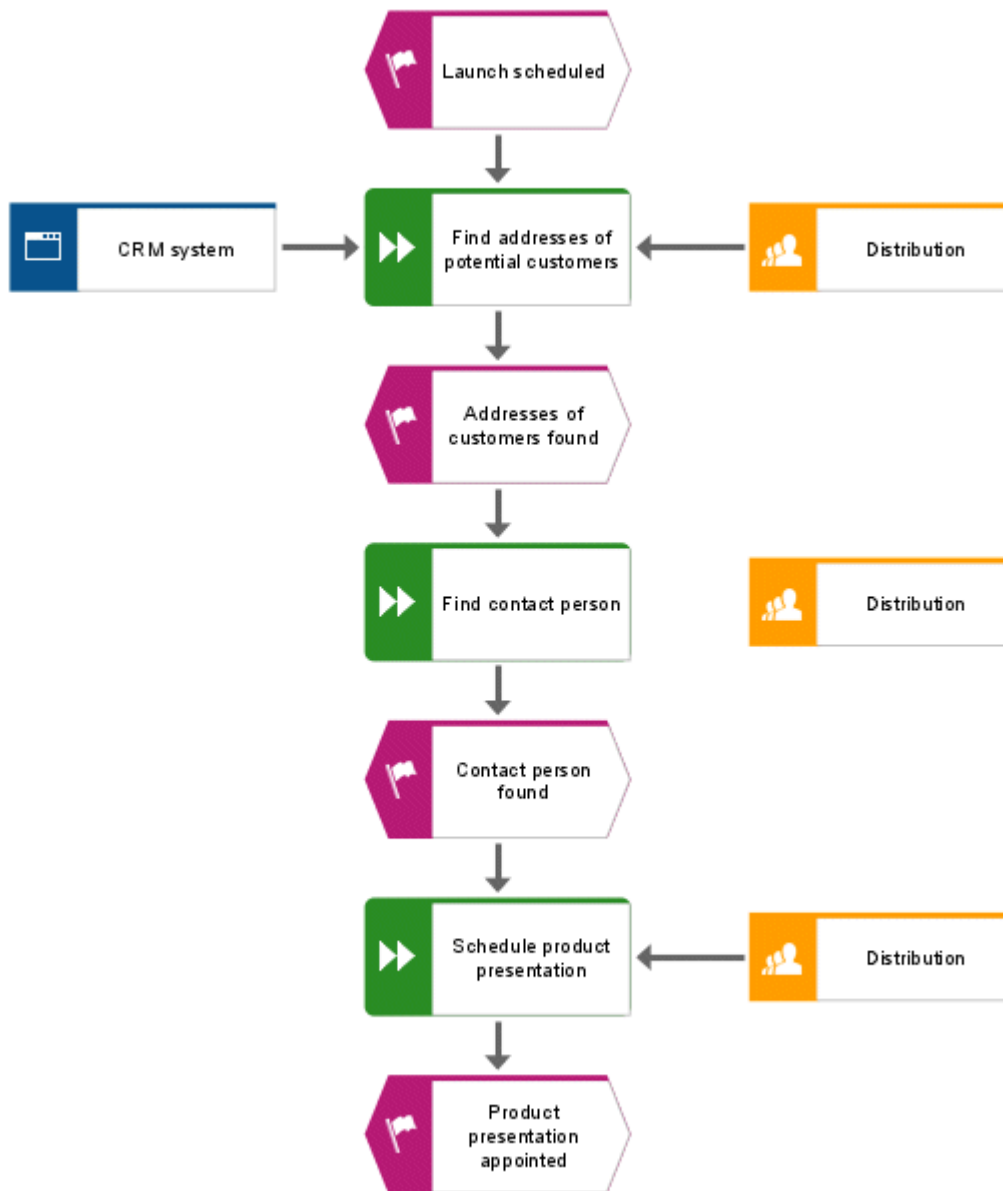 Launch scheduled
CRM system
Find addresses of
potential customers
Distribution
Addresses of
customers found
Find contact person
Distribution
Contact person
found
Schedule product
presentation
Distribution
Product
presentation
appointed